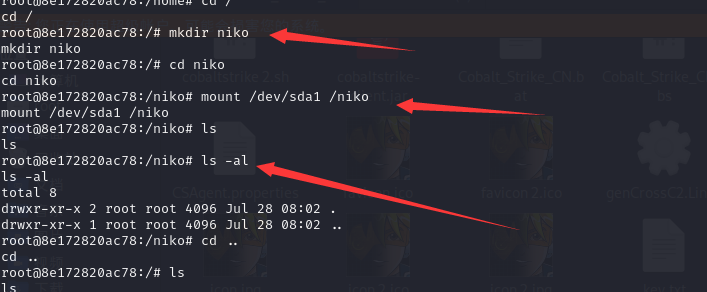 root@8e172820ac78:/home# cd /
cd /
root@8e172820ac78:/# mkdir niko
mkdir niko
root@8e172820ac78:/# cd niko
cd niko
root@8e172820ac78:/niko# mount /dev/sda1 /niko
mount /dev/sda1 /niko
root@8e172820ac78:/niko# ls
ls
root@8e172820ac78:/niko# ls -al
ls -al
total 8
drwxr-xr-x 2 root root 4096 Jul 28 08:02 .
drwxr-xr-x 1 root root 4096 Jul 28 08:02 ..
root@8e172820ac78:/niko# cd ..
cd ..
root@8e172820ac78:/# ls
ls